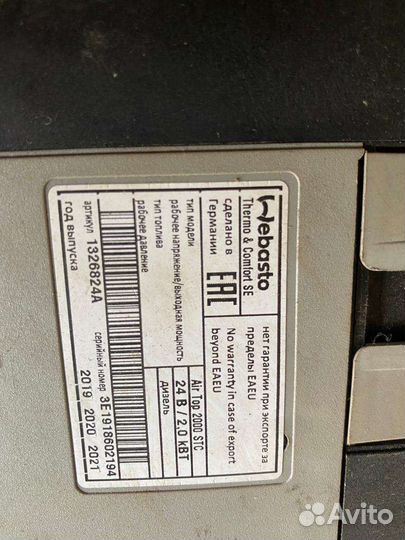 Webasto
Thermo & Comfort SE
сделано в
Германии
EAC
нет гарантии при экспорте за
пределы EAEU
No warranty in case of export
beyond EAEU
тип модели Air Top 2000 STC
рабочее напряжение/выходная мощность 24 В / 2.0 кВт
тип топлива дизель
рабочее давление
артикул 1326824A серийный номер 3E1918602194
год выпуска 2019 2020 2021
Avito